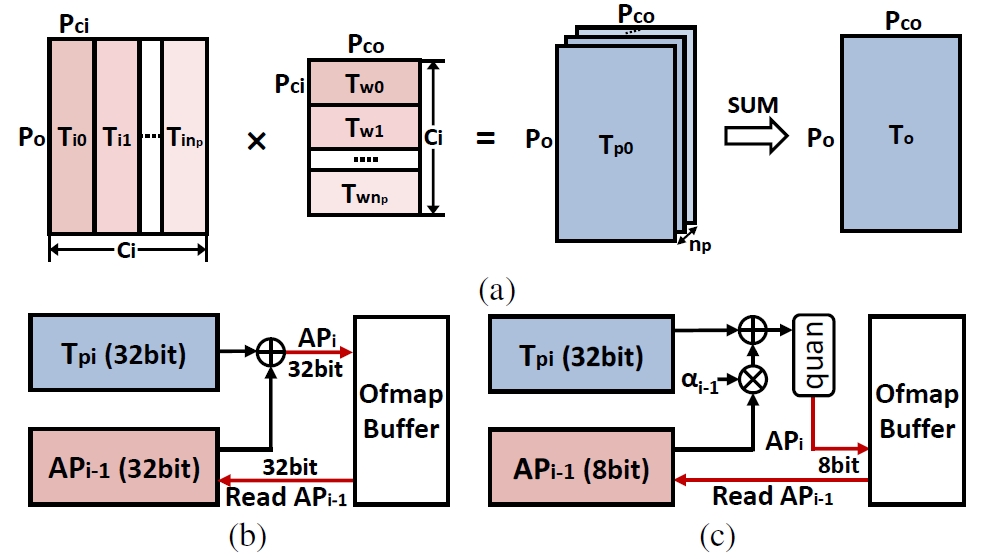 Pci
Ti0 Ti1 Tinp
Po
Ci
×
Pco
Pci
Tw0
Tw1
Twnp
Ci
=
Pco
Po
Tp0
np
SUM
Pco
Po
To
(a)
Tpi (32bit)
APi
32bit
Ofmap
Buffer
APi-1 (32bit)
32bit
Read APi-1
(b)
Tpi (32bit)
αi-1
quan
APi
8bit
Ofmap
Buffer
APi-1 (8bit)
Read APi-1
(c)